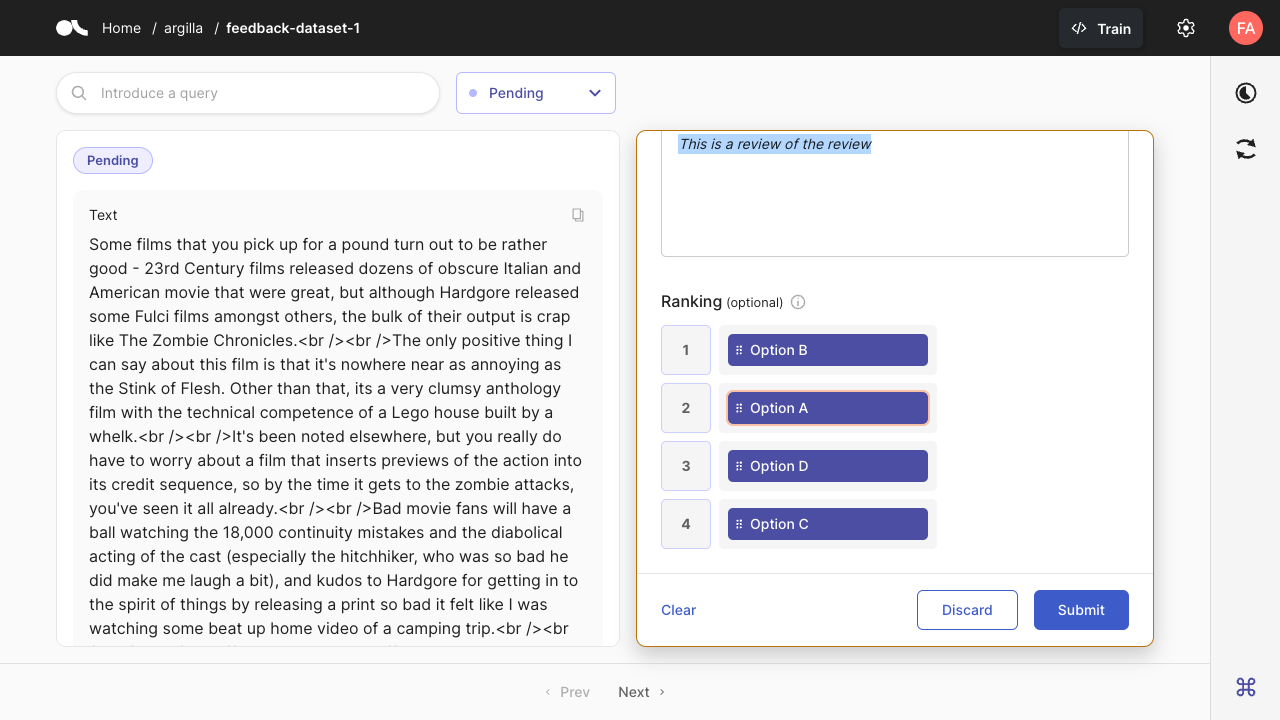 Home / argilla / feedback-dataset-1
Train
FA
Introduce a query
Pending
Pending
Text
Some films that you pick up for a pound turn out to be rather
good - 23rd Century films released dozens of obscure Italian and
American movie that were great, but although Hardgore released
some Fulci films amongst others, the bulk of their output is crap
like The Zombie Chronicles.<br /><br />The only positive thing I
can say about this film is that it's nowhere near as annoying as
the Stink of Flesh. Other than that, its a very clumsy anthology
film with the technical competence of a Lego house built by a
whelk.<br /><br />It's been noted elsewhere, but you really do
have to worry about a film that inserts previews of the action into
its credit sequence, so by the time it gets to the zombie attacks,
you've seen it all already.<br /><br />Bad movie fans will have a
ball watching the 18,000 continuity mistakes and the diabolical
acting of the cast (especially the hitchhiker, who was so bad he
did make me laugh a bit), and kudos to Hardgore for getting in to
the spirit of things by releasing a print so bad it felt like I was
watching some beat up home video of a camping trip.<br /><br
This is a review of the review
Ranking (optional)
1 Option B
2 Option A
3 Option D
4 Option C
Clear
Discard
Submit
Prev
Next